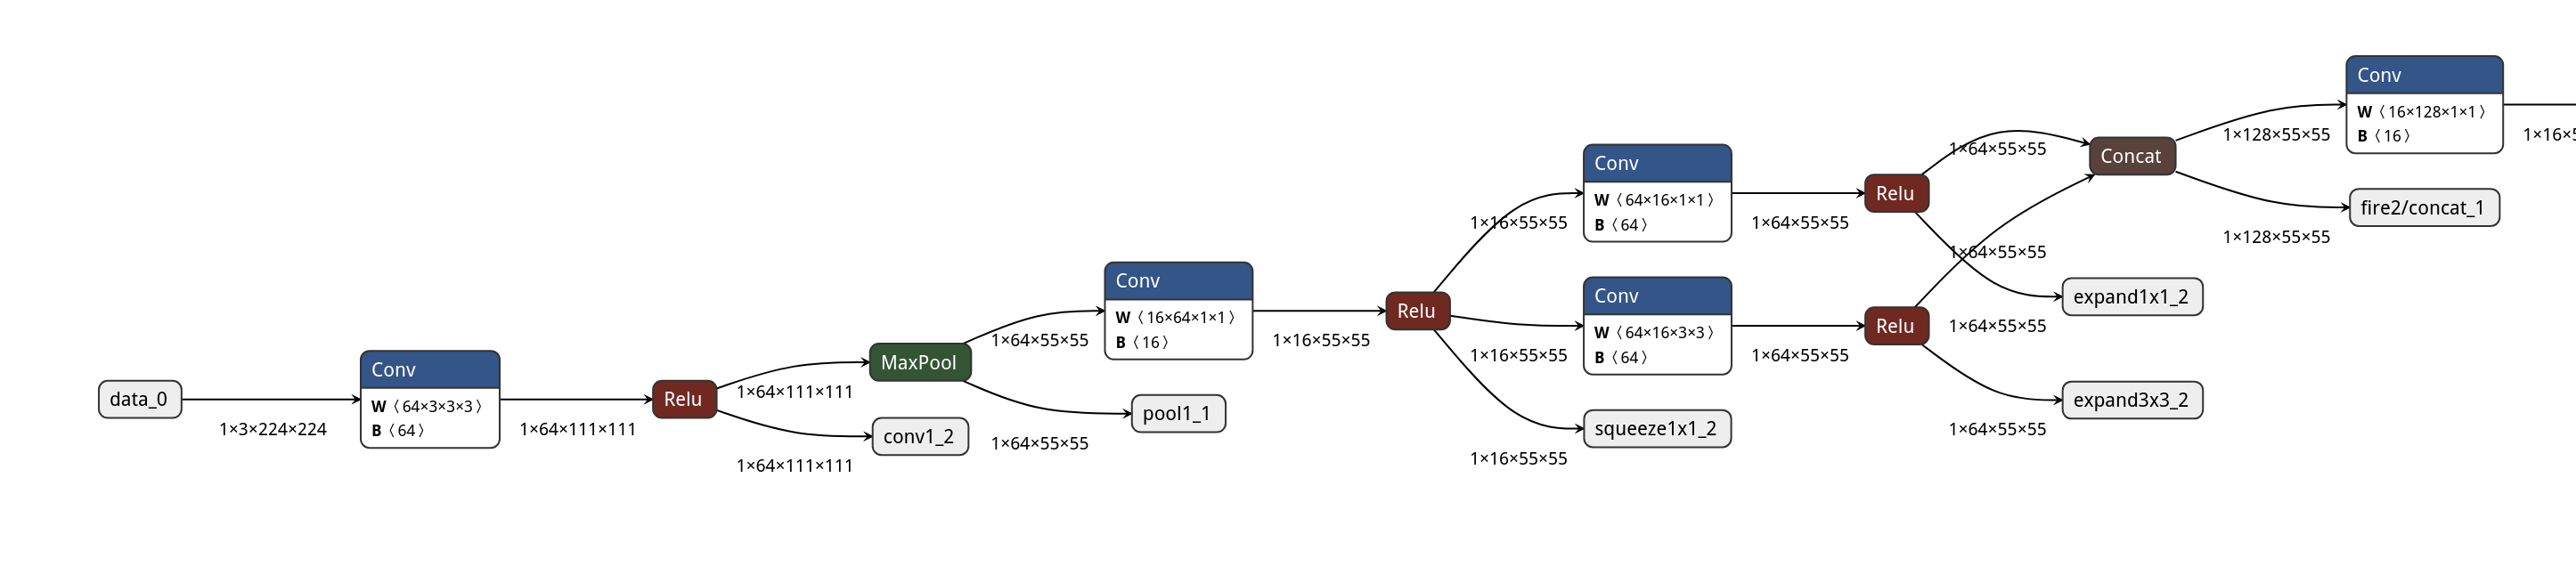 data_0
1×3×224×224
Conv
W ⟨64×3×3×3⟩
B ⟨64⟩
1×64×111×111
Relu
1×64×111×111
1×64×111×111
MaxPool
conv1_2
1×64×55×55
1×64×55×55
Conv
W ⟨16×64×1×1⟩
B ⟨16⟩
pool1_1
1×16×55×55
Relu
1×16×55×55
1×16×55×55
1×16×55×55
Conv
W ⟨64×16×1×1⟩
B ⟨64⟩
Conv
W ⟨64×16×3×3⟩
B ⟨64⟩
squeeze1x1_2
1×64×55×55
1×64×55×55
Relu
Relu
1×64×55×55
1×64×55×55
1×64×55×55
1×64×55×55
Concat
expand1x1_2
expand3x3_2
1×128×55×55
1×128×55×55
Conv
W ⟨16×128×1×1⟩
B ⟨16⟩
fire2/concat_1
1×16×5